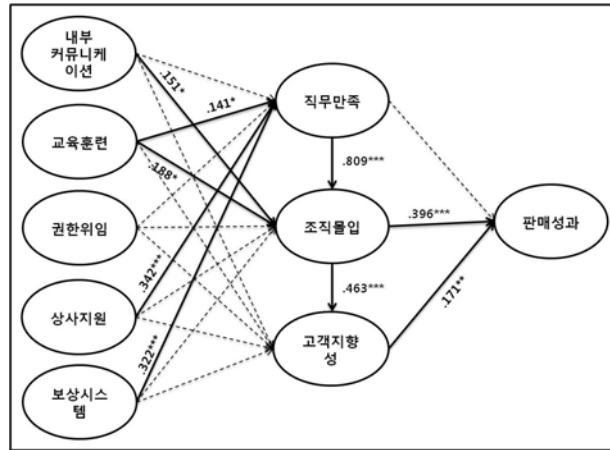 내부
커뮤니케
이션
.151*
직무만족
.141*
교육훈련
.188*
.809***
권한위임
조직몰입
.396***
판매성과
.342***
상사지원
.463***
.171**
고객지향
성
.322***
보상시스
템